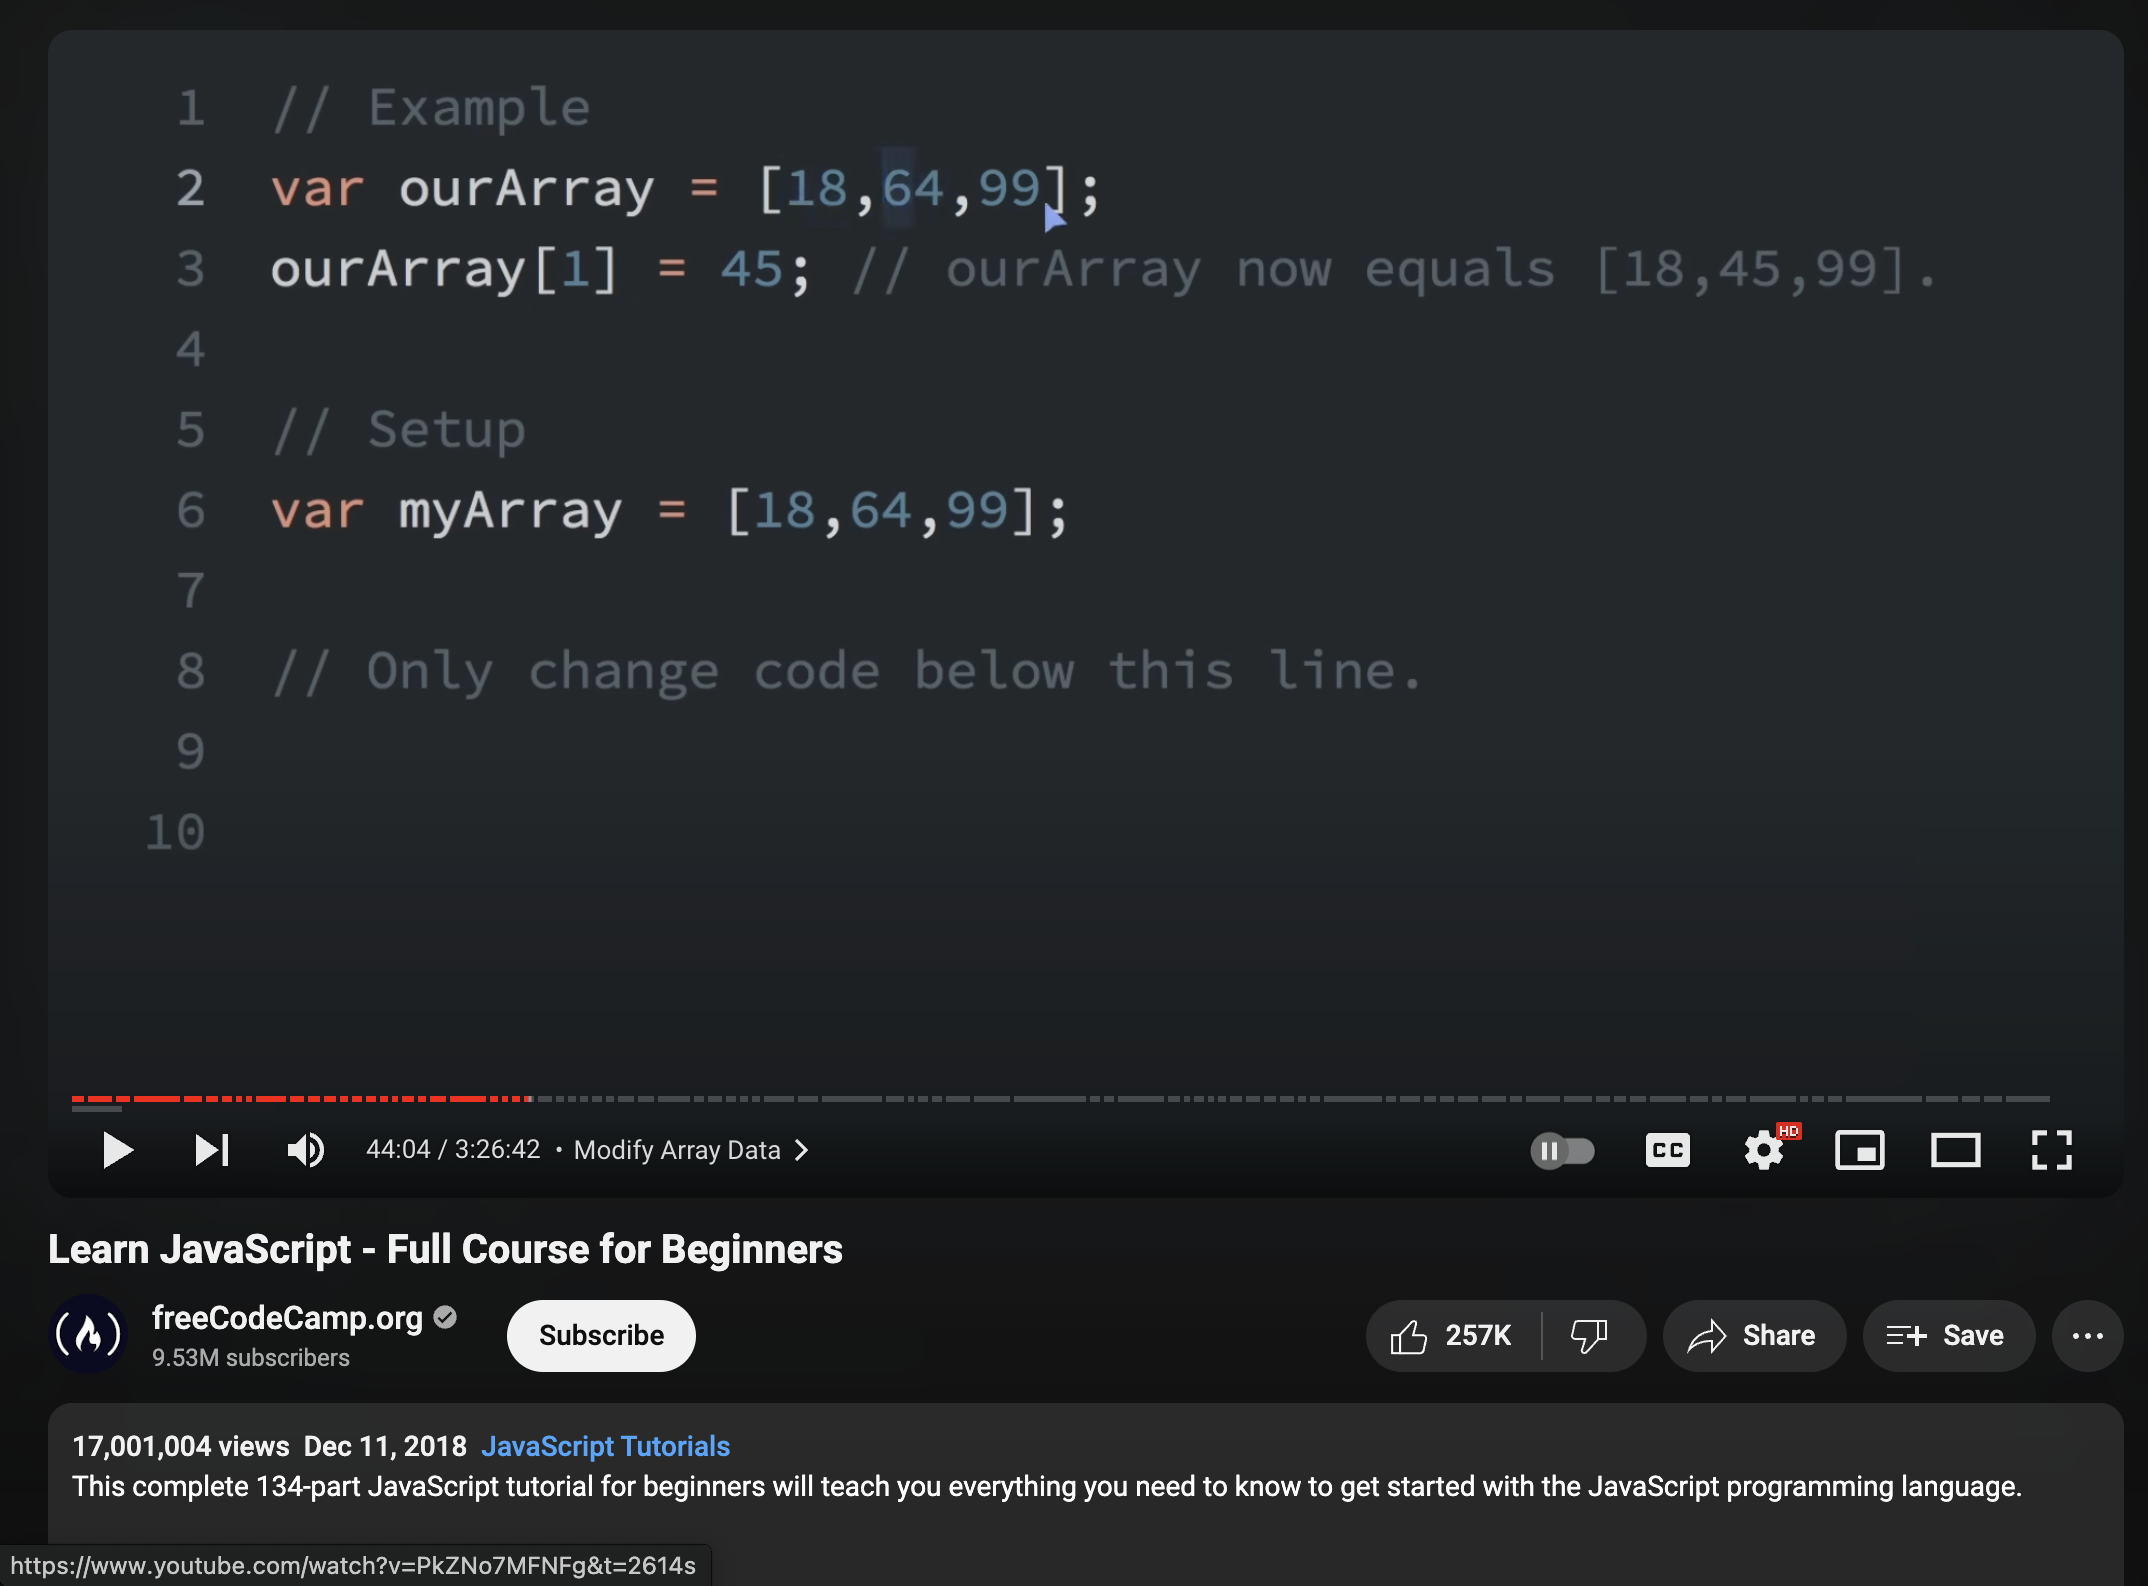 1 // Example
2 var ourArray = [18,64,99];
3 ourArray[1] = 45; // ourArray now equals [18,45,99].
4
5 // Setup
6 var myArray = [18,64,99];
7
8 // Only change code below this line.
9
10
44:04 / 3:26:42 • Modify Array Data
CC
HD
Learn JavaScript - Full Course for Beginners
freeCodeCamp.org
9.53M subscribers
Subscribe
257K
Share
Save
17,001,004 views Dec 11, 2018 JavaScript Tutorials
This complete 134-part JavaScript tutorial for beginners will teach you everything you need to know to get started with the JavaScript programming language.
https://www.youtube.com/watch?v=PkZNo7MFNFg&t=2614s